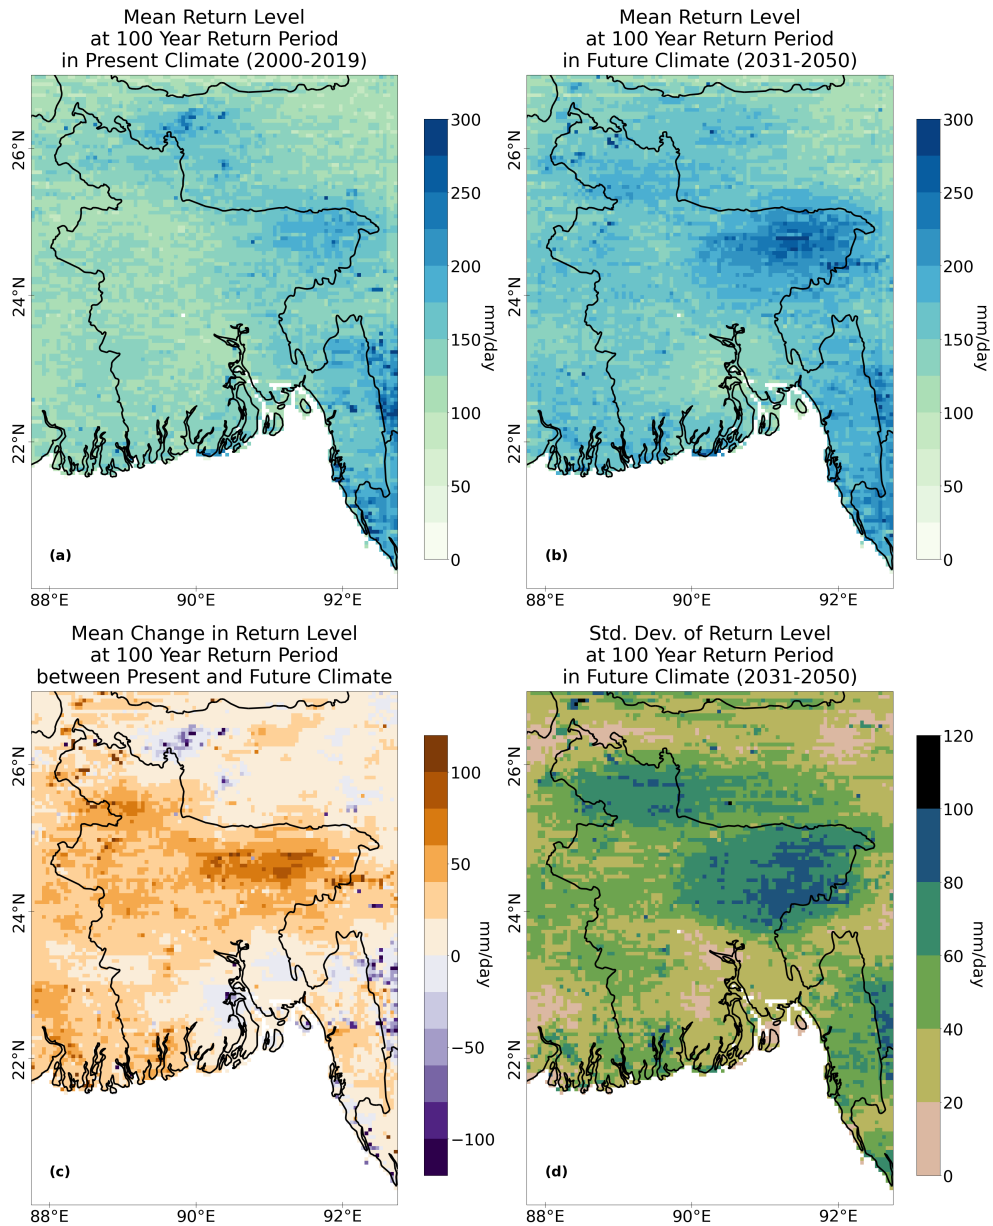 Mean Return Level
at 100 Year Return Period
in Present Climate (2000-2019)
26°N
24°N
22°N
88°E
90°E
92°E
(a)
300
250
200
150
100
50
0
mm/day
Mean Return Level
at 100 Year Return Period
in Future Climate (2031-2050)
26°N
24°N
22°N
88°E
90°E
92°E
(b)
300
250
200
150
100
50
0
mm/day
Mean Change in Return Level
at 100 Year Return Period
between Present and Future Climate
26°N
24°N
22°N
88°E
90°E
92°E
(c)
100
50
0
−50
−100
mm/day
Std. Dev. of Return Level
at 100 Year Return Period
in Future Climate (2031-2050)
26°N
24°N
22°N
88°E
90°E
92°E
(d)
120
100
80
60
40
20
0
mm/day